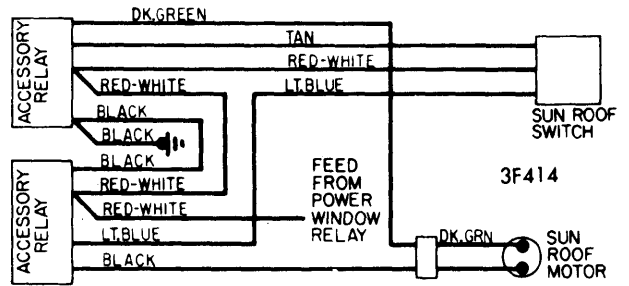 DK.GREEN
TAN
RED-WHITE
RED-WHITE
LT.BLUE
ACCESSORY
RELAY
BLACK
BLACK
BLACK
SUN ROOF
SWITCH
RED-WHITE
RED-WHITE
FEED
FROM
POWER
WINDOW
RELAY
3F414
ACCESSORY
RELAY
LT.BLUE
BLACK
DK.GRN
SUN
ROOF
MOTOR